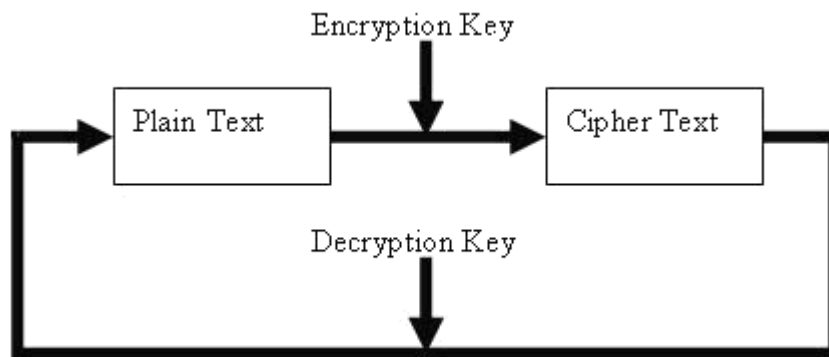 Encryption Key
Plain Text
Cipher Text
Decryption Key